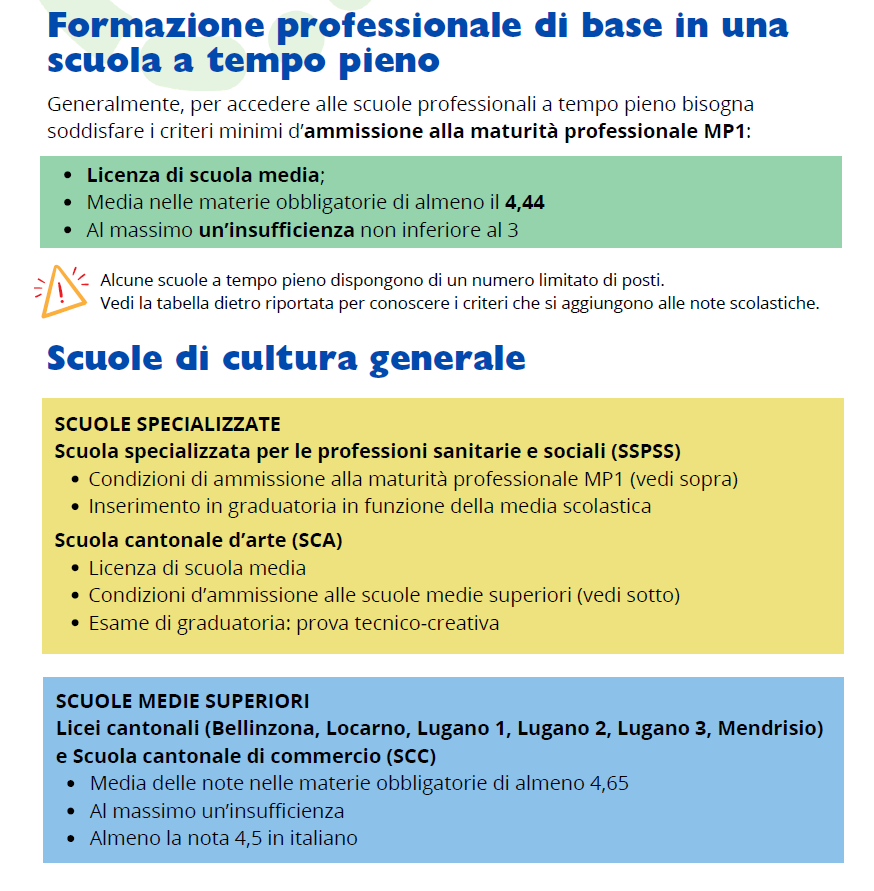 Formazione professionale di base in una
scuola a tempo pieno
Generalmente, per accedere alle scuole professionali a tempo pieno bisogna
soddisfare i criteri minimi d’ammissione alla maturità professionale MP1:
• Licenza di scuola media;
• Media nelle materie obbligatorie di almeno il 4,44
• Al massimo un’insufficienza non inferiore al 3
Alcune scuole a tempo pieno dispongono di un numero limitato di posti.
Vedi la tabella dietro riportata per conoscere i criteri che si aggiungono alle note scolastiche.
Scuole di cultura generale
SCUOLE SPECIALIZZATE
Scuola specializzata per le professioni sanitarie e sociali (SSPSS)
• Condizioni di ammissione alla maturità professionale MP1 (vedi sopra)
• Inserimento in graduatoria in funzione della media scolastica
Scuola cantonale d’arte (SCA)
• Licenza di scuola media
• Condizioni d’ammissione alle scuole medie superiori (vedi sotto)
• Esame di graduatoria: prova tecnico-creativa
SCUOLE MEDIE SUPERIORI
Licei cantonali (Bellinzona, Locarno, Lugano 1, Lugano 2, Lugano 3, Mendrisio)
e Scuola cantonale di commercio (SCC)
• Media delle note nelle materie obbligatorie di almeno 4,65
• Al massimo un’insufficienza
• Almeno la nota 4,5 in italiano